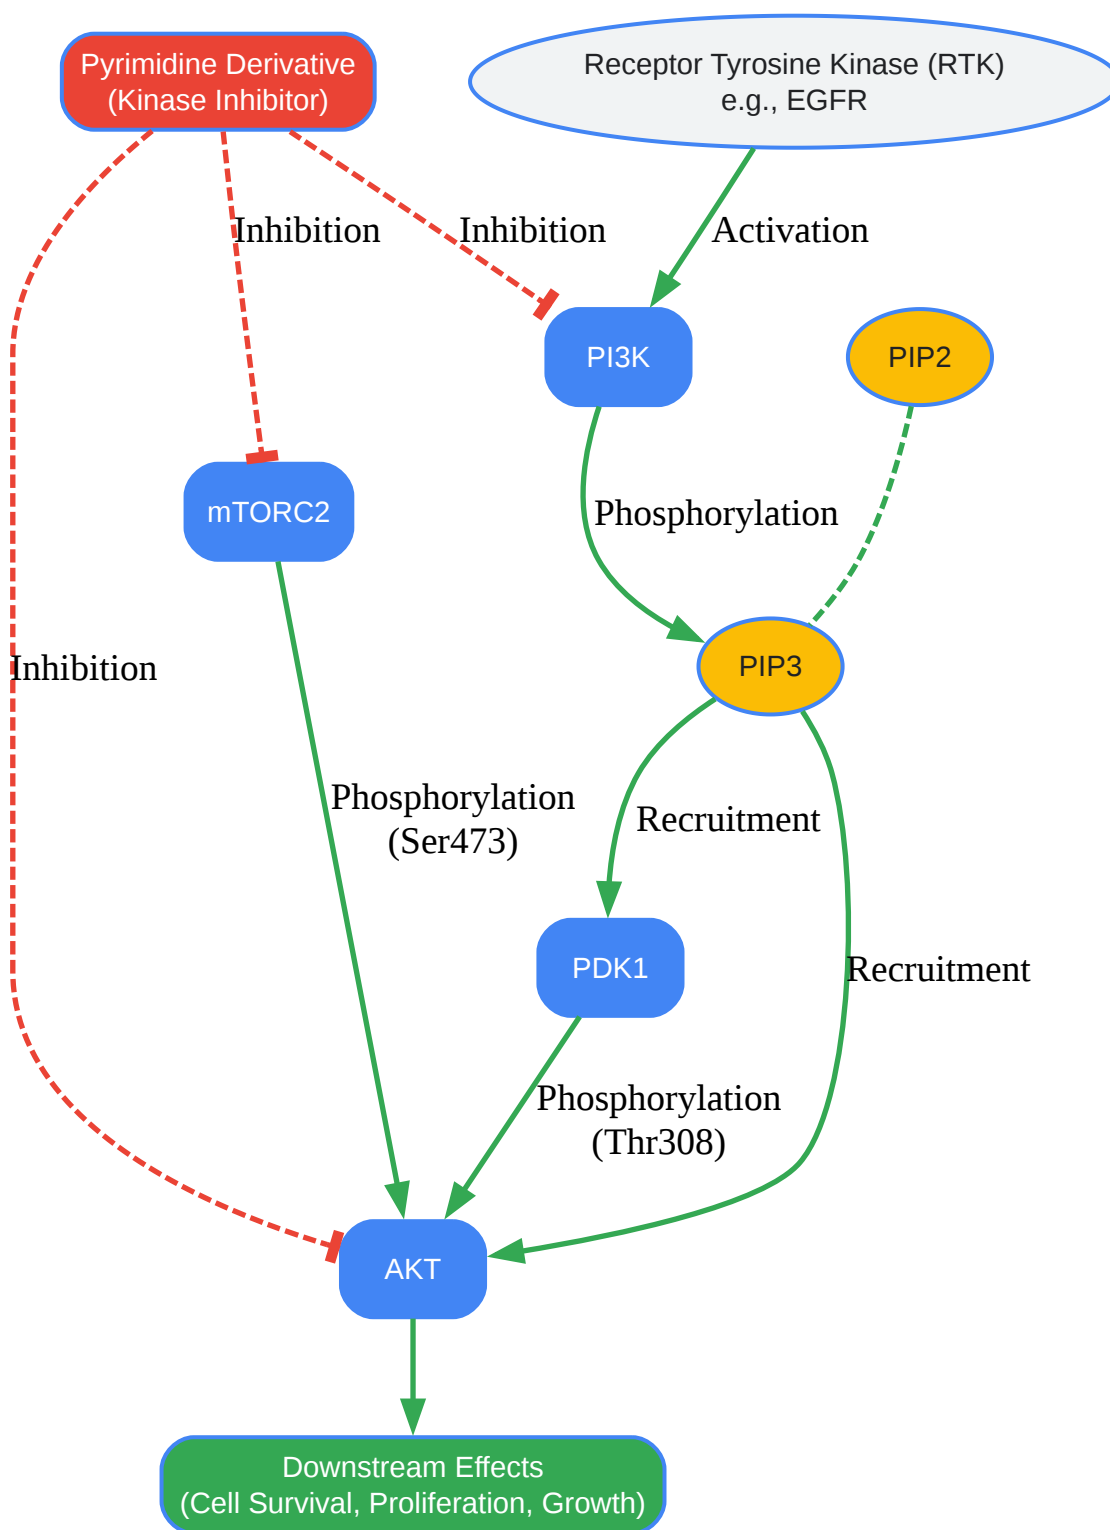 Pyrimidine Derivative
(Kinase Inhibitor)
Receptor Tyrosine Kinase (RTK)
e.g., EGFR
Inhibition
Inhibition
Activation
PI3K
PIP2
mTORC2
Phosphorylation
Inhibition
PIP3
Phosphorylation
(Ser473)
Recruitment
PDK1
Recruitment
Phosphorylation
(Thr308)
AKT
Downstream Effects
(Cell Survival, Proliferation, Growth)